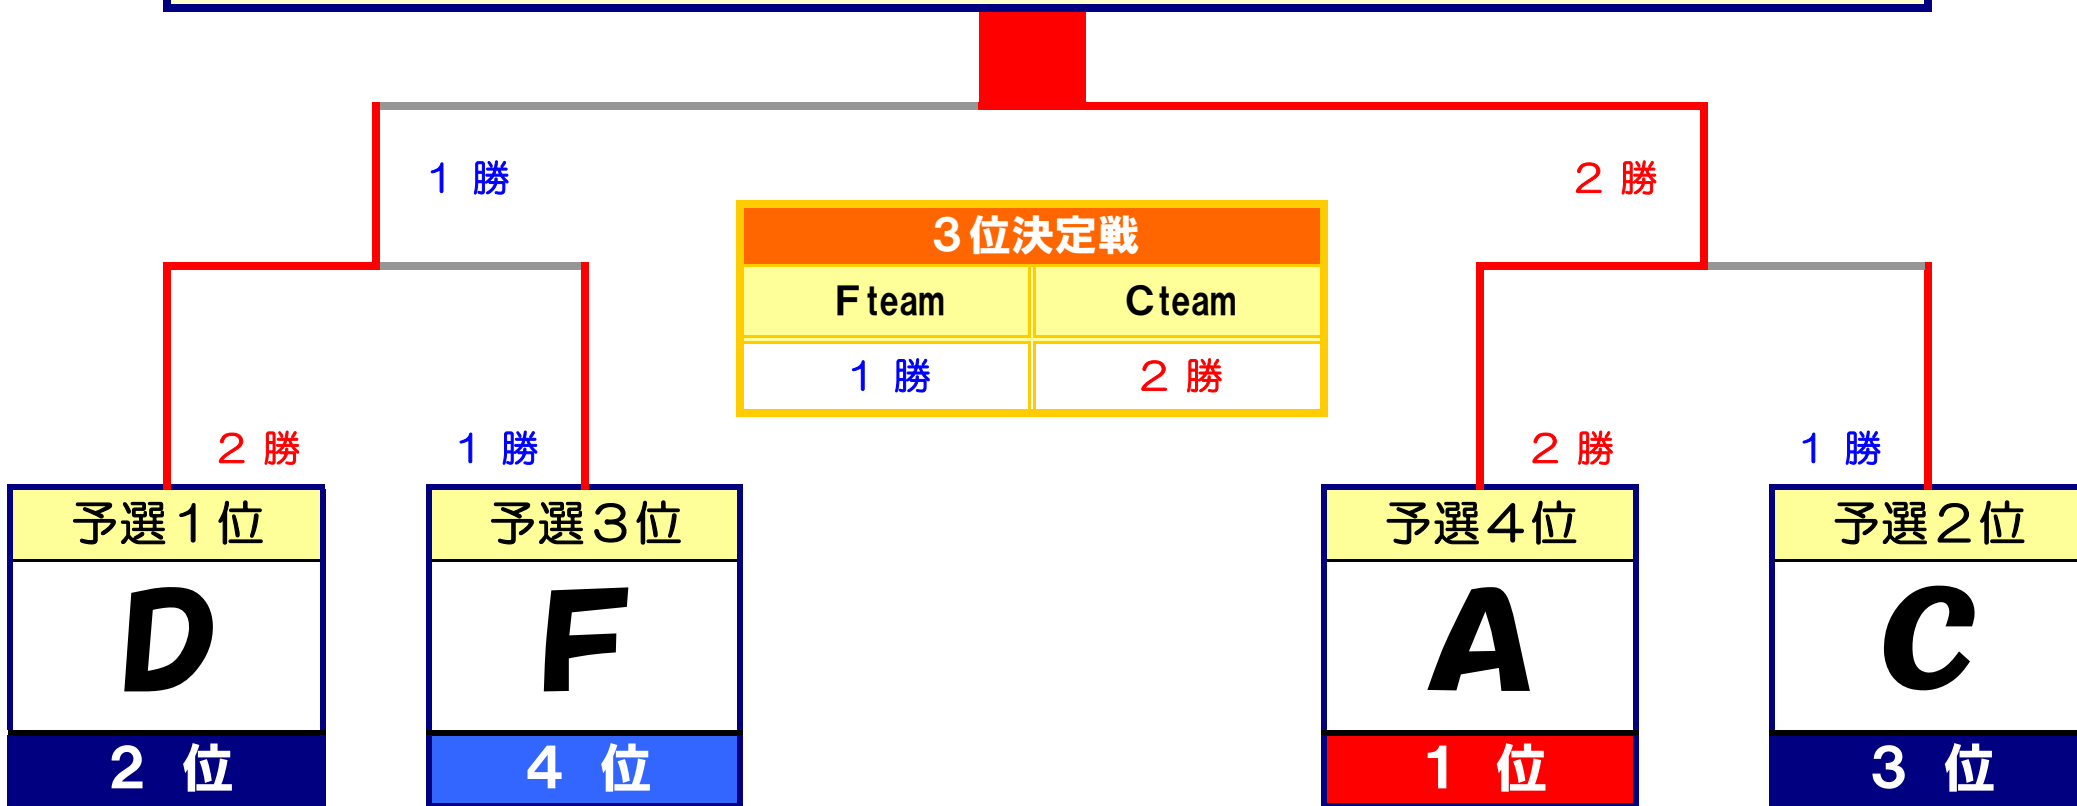 １ 勝
２ 勝
３位決定戦
Ｆteam Ｃteam
１ 勝 ２ 勝
２ 勝 １ 勝 ２ 勝 １ 勝
予選１位 予選３位 予選４位 予選２位
D F A C
２ 位 ４ 位 １ 位 ３ 位